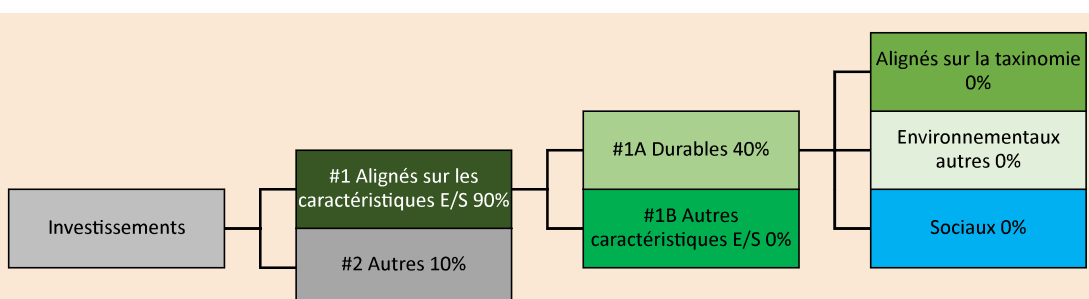 Investissements
#1 Alignés sur les
caractéristiques E/S 90%
#2 Autres 10%
#1A Durables 40%
#1B Autres
caractéristiques E/S 0%
Alignés sur la taxinomie
0%
Environnementaux
autres 0%
Sociaux 0%